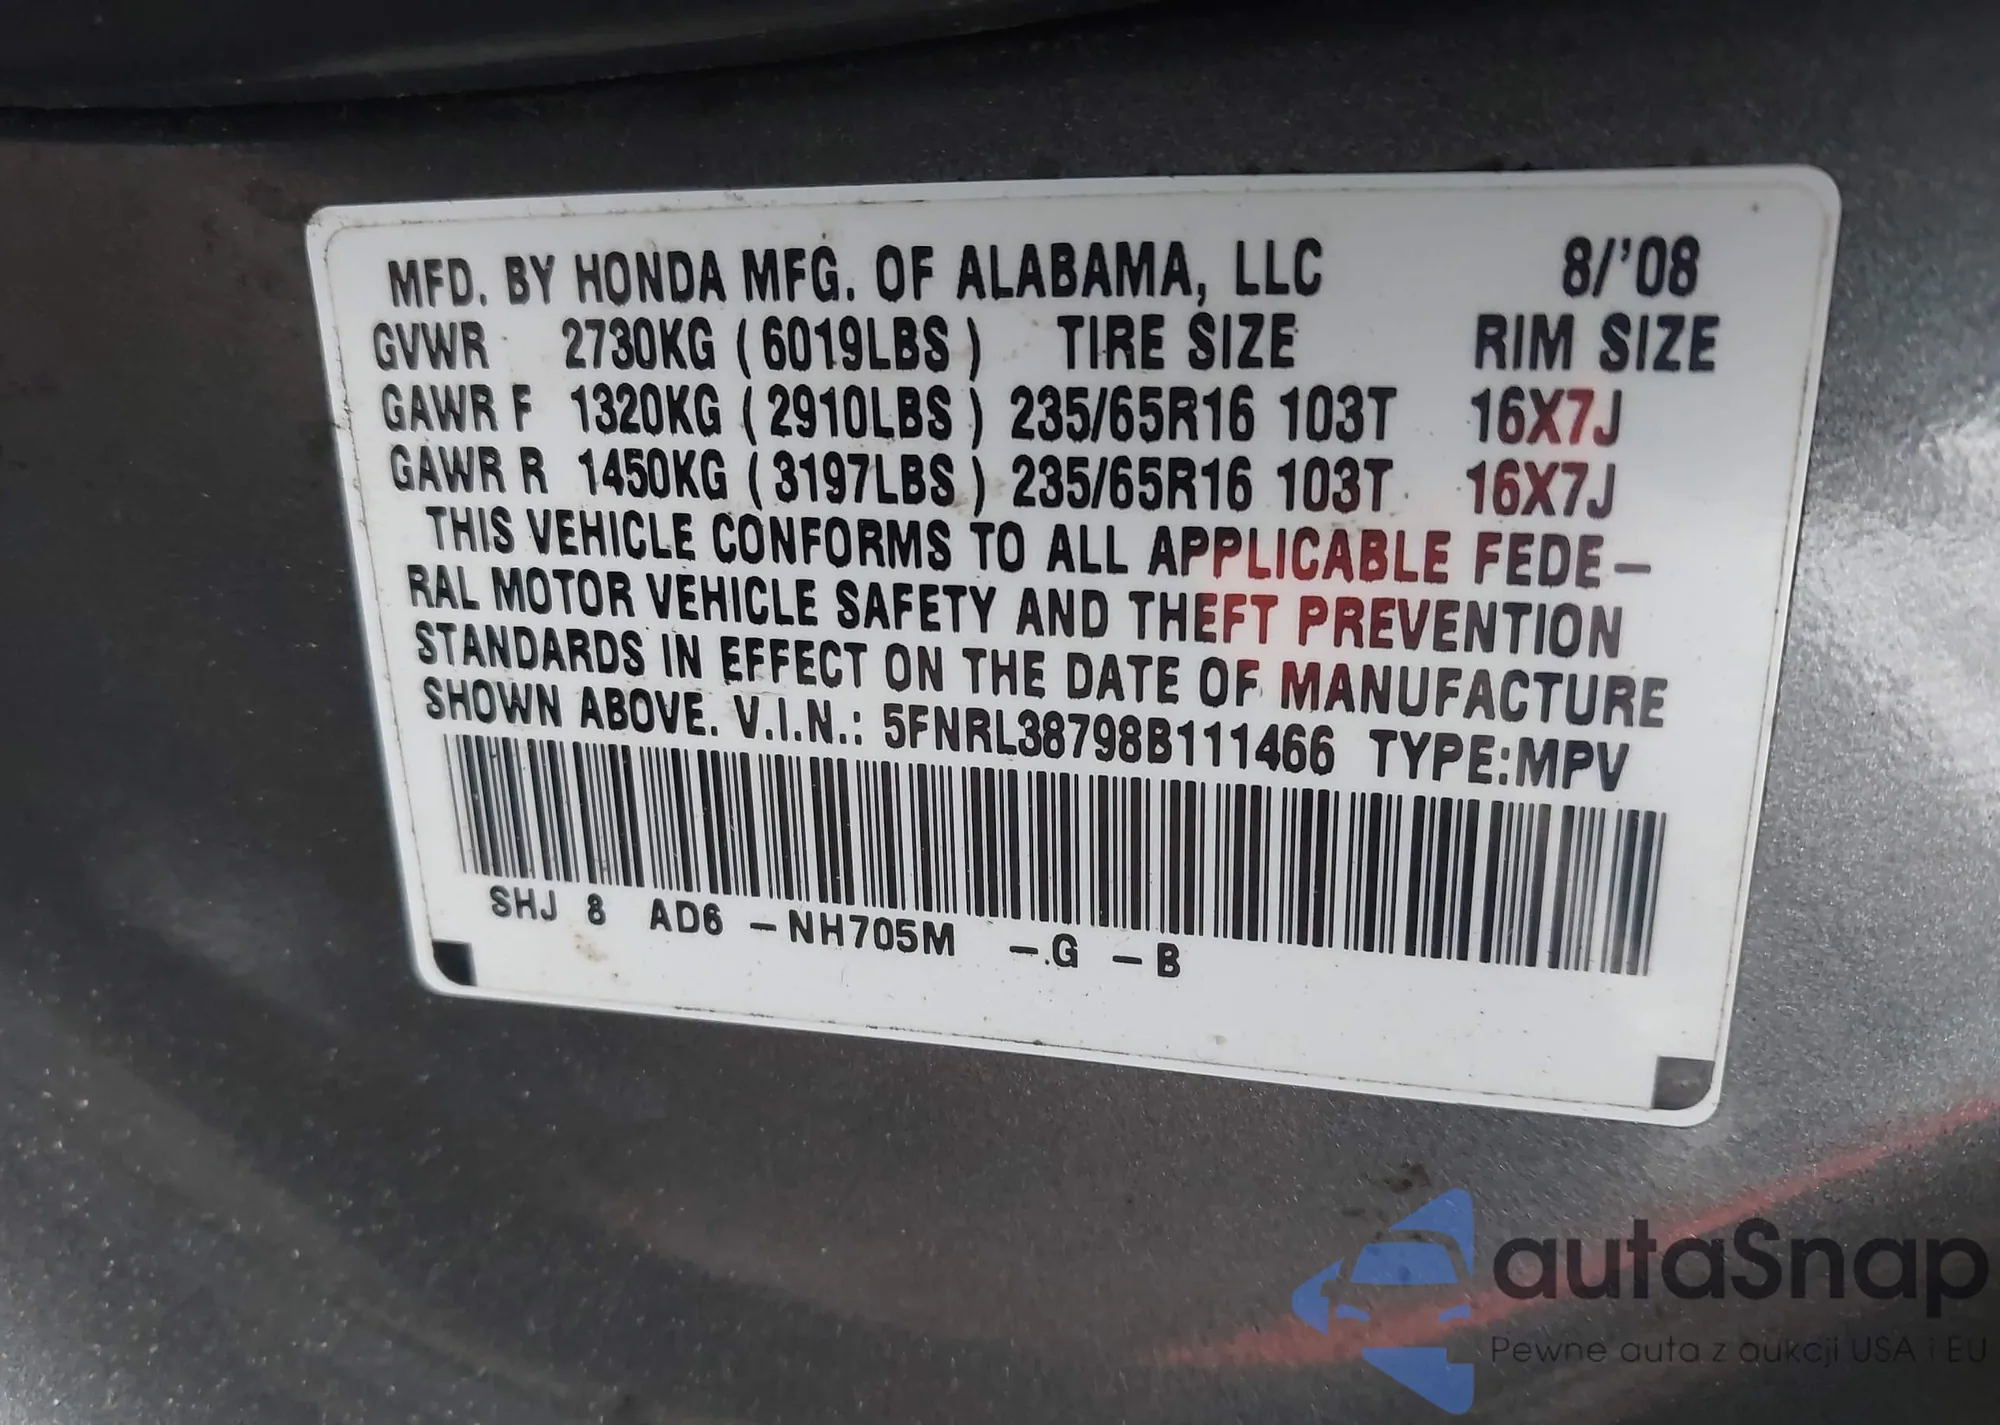 MFD. BY HONDA MFG. OF ALABAMA, LLC 8/'08
GVWR 2730KG (6019LBS) TIRE SIZE RIM SIZE
GAWR F 1320KG (2910LBS) 235/65R16 103T 16X7J
GAWR R 1450KG (3197LBS) 235/65R16 103T 16X7J
THIS VEHICLE CONFORMS TO ALL APPLICABLE FEDE-
RAL MOTOR VEHICLE SAFETY AND THEFT PREVENTION
STANDARDS IN EFFECT ON THE DATE OF MANUFACTURE
SHOWN ABOVE. V.I.N.: 5FNRL38798B111466 TYPE:MPV
SHJ 8 AD6 -NH705M -G -B
autaSnap
Pewne auta z aukcji USA i EU